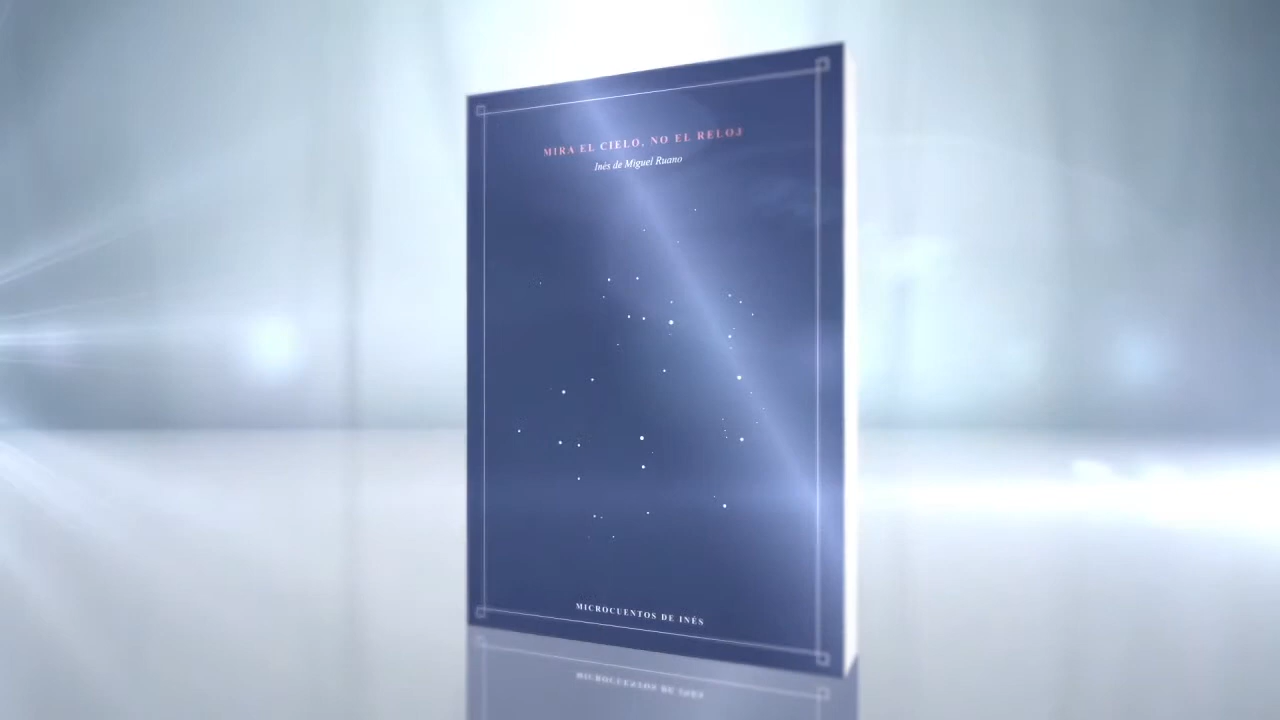 MIRA EL CIELO, NO EL RELOJ
Inés de Miguel Ruano
MICROCUENTOS DE INÉS